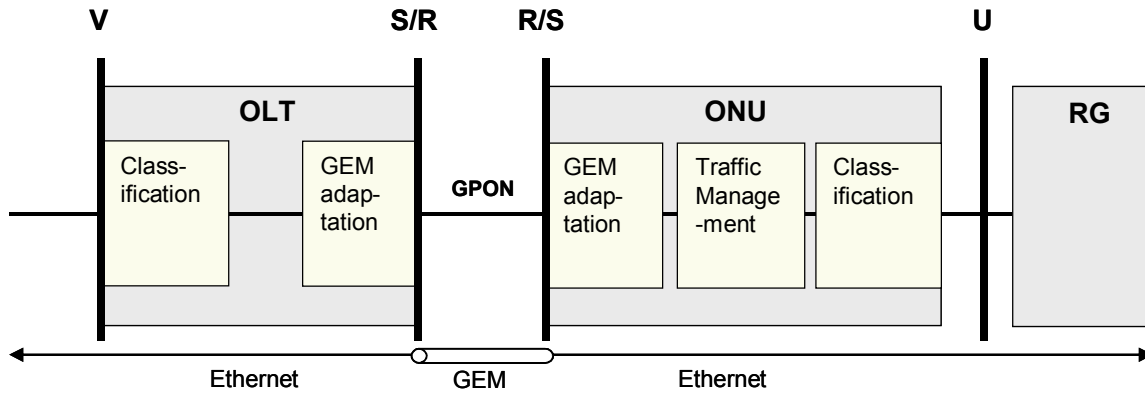 V
S/R
R/S
U
OLT
ONU
RG
Class-
ification
GEM
adap-
tation
GPON
GEM
adap-
tation
Traffic
Manage
-ment
Class-
ification
Ethernet
GEM
Ethernet